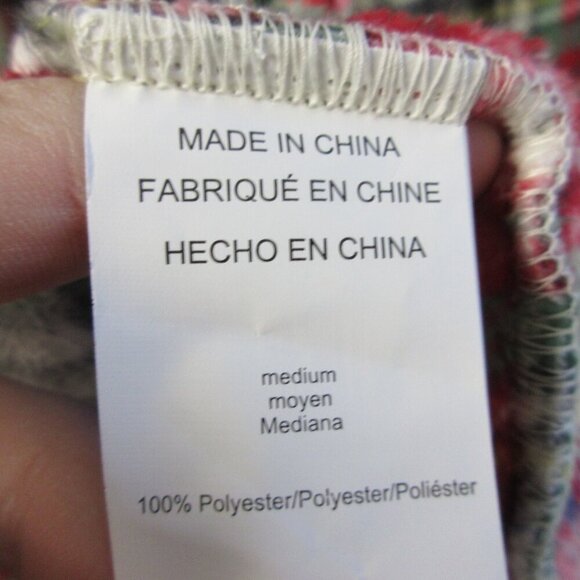 MADE IN CHINA
FABRIQUÉ EN CHINE
HECHO EN CHINA
medium
moyen
Mediana
100% Polyester/Polyester/Poliéster